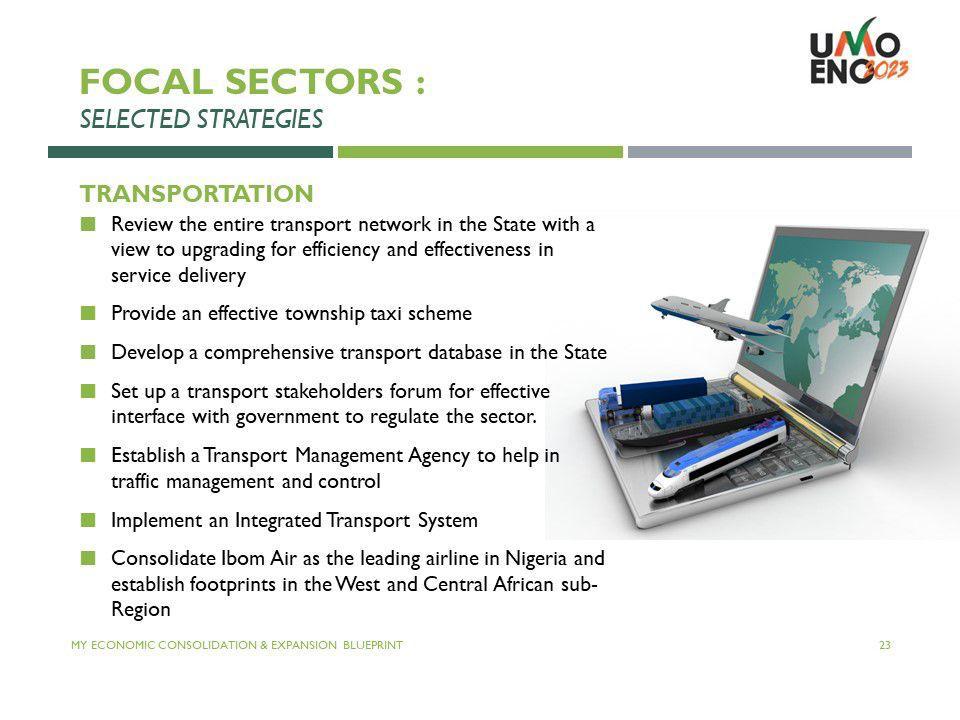 UMO
ENO 2023
FOCAL SECTORS :
SELECTED STRATEGIES
TRANSPORTATION
Review the entire transport network in the State with a
view to upgrading for efficiency and effectiveness in
service delivery
Provide an effective township taxi scheme
Develop a comprehensive transport database in the State
Set up a transport stakeholders forum for effective
interface with government to regulate the sector.
Establish a Transport Management Agency to help in
traffic management and control
Implement an Integrated Transport System
Consolidate Ibom Air as the leading airline in Nigeria and
establish footprints in the West and Central African sub-
Region
MY ECONOMIC CONSOLIDATION & EXPANSION BLUEPRINT 23